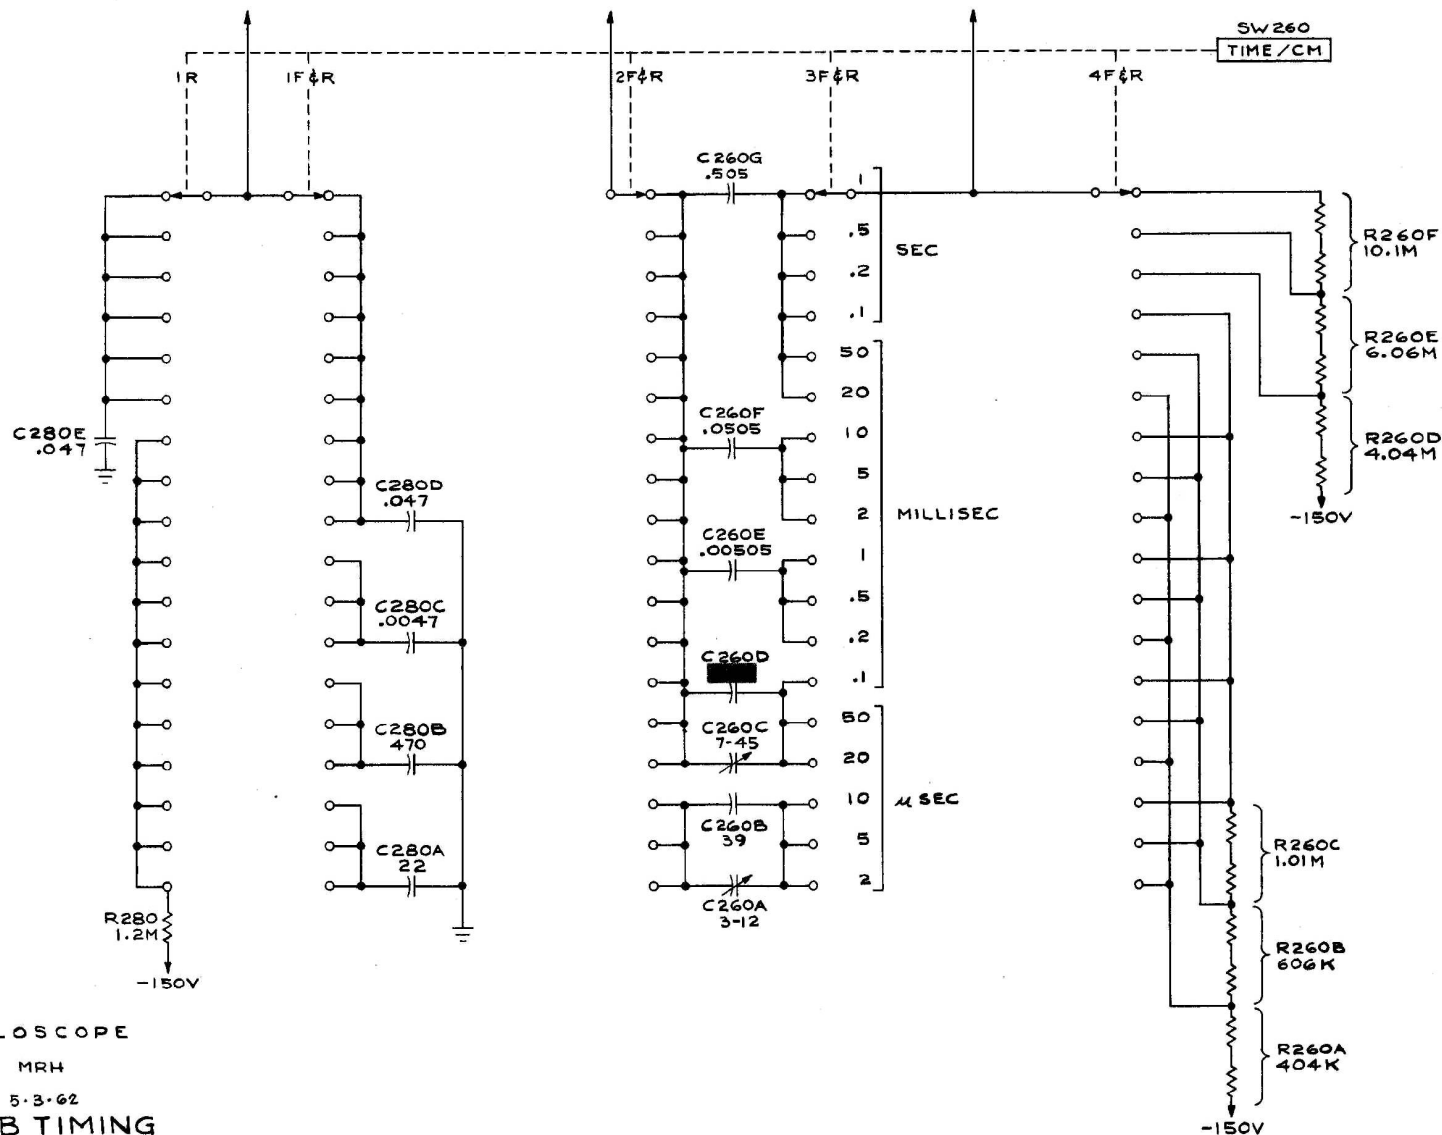 SW260
TIME/CM
1R
1F&R
2F&R
3F&R
4F&R
C260G
.505
1
.5
.2
.1
SEC
50
20
10
5
2
1
.5
.2
.1
MILLISEC
50
20
10
5
2
µSEC
R260F
10.1M
R260E
6.06M
R260D
4.04M
-150V
C280E
.047
C260F
.0505
C280D
.047
C260E
.00505
C280C
.0047
C260D
C280B
470
C260C
7-45
C260B
39
C280A
22
C260A
3-12
R260C
1.01M
R280
1.2M
-150V
R260B
606K
R260A
404K
-150V
LOSCOPE
MRH
5·3·62
B TIMING